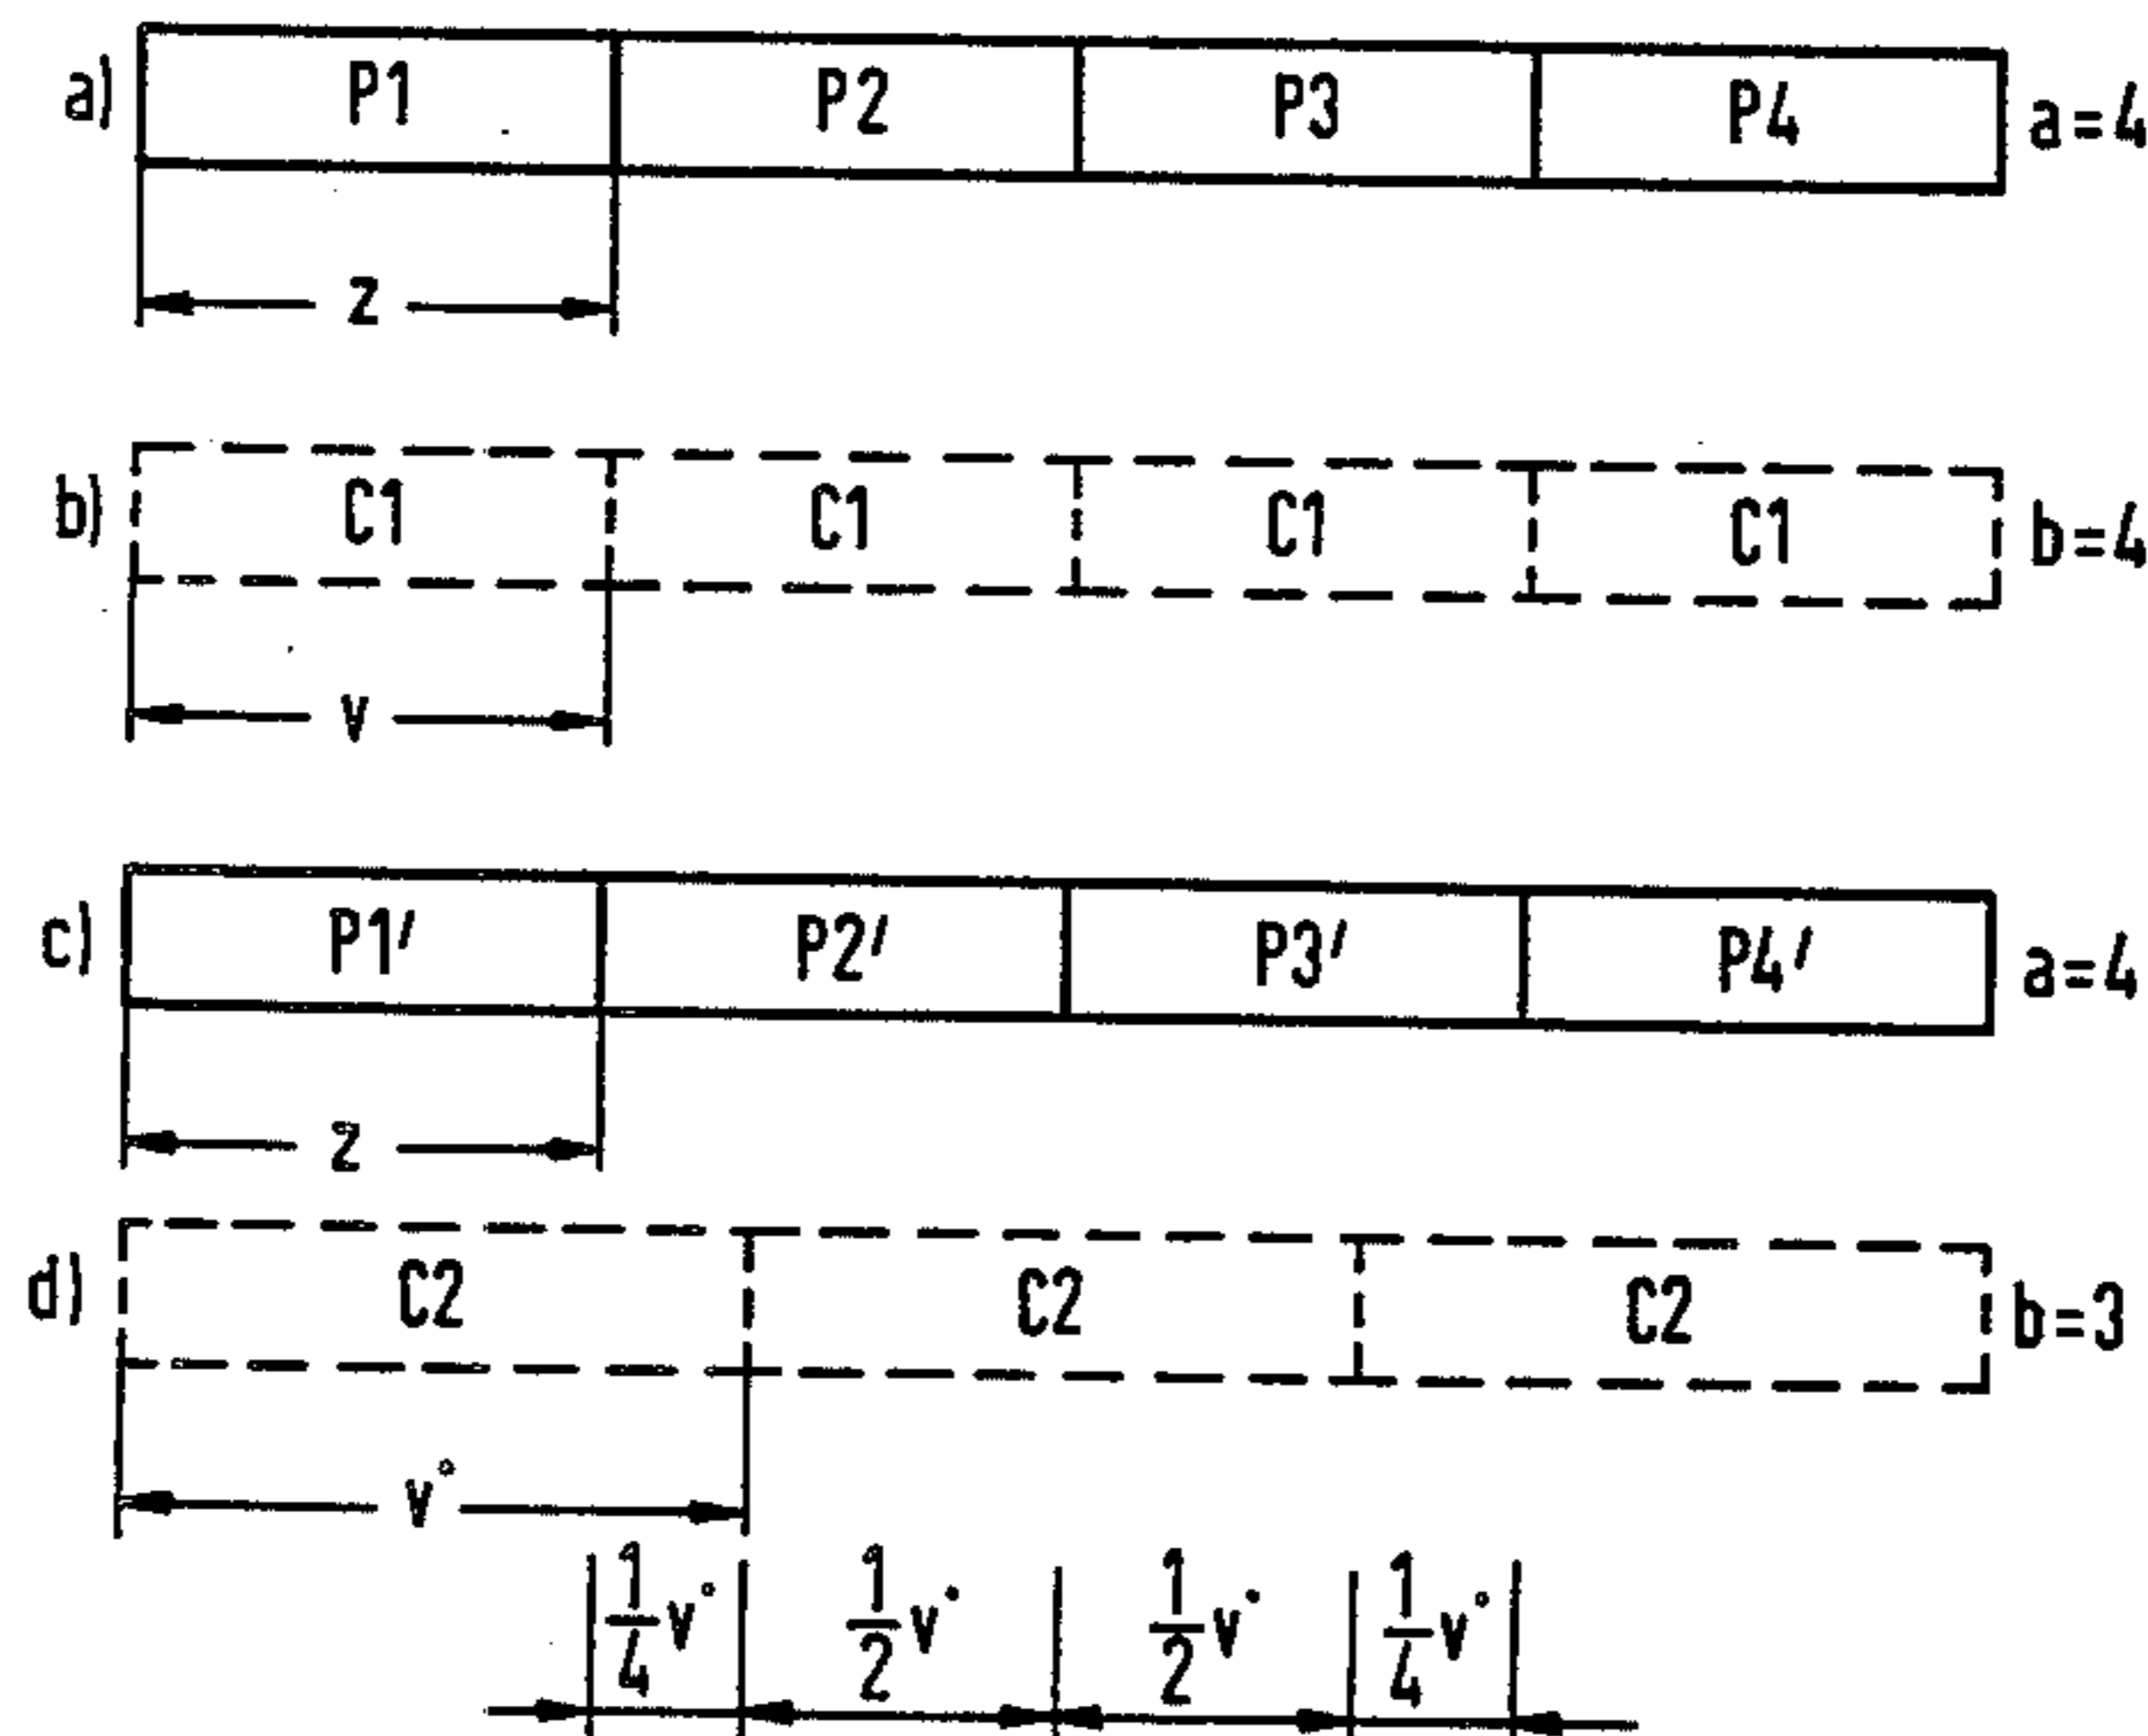 a) P1 P2 P3 P4 a=4
z
b) C1 C1 C1 C1 b=4
v
c) P1' P2' P3' P4' a=4
z
d) C2 C2 C2 b=3
v°
1/4 v° 1/2 v° 1/2 v° 1/4 v°